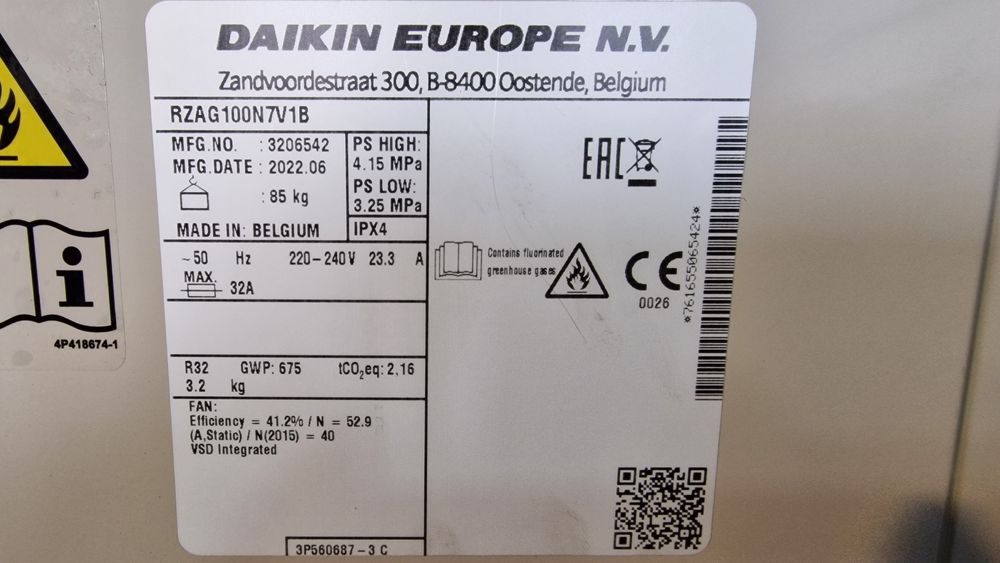 DAIKIN EUROPE N.V.
Zandvoordestraat 300, B-8400 Oostende, Belgium
RZAG100N7V1B
MFG.NO. : 3206542
MFG.DATE : 2022.06
: 85 kg
MADE IN: BELGIUM
PS HIGH:
4.15 MPa
PS LOW:
3.25 MPa
IPX4
~50 Hz 220-240V 23.3 A
MAX.
32A
R32 GWP: 675 tCO₂eq: 2,16
3.2 kg
FAN:
Efficiency = 41.2% / N = 52.9
(A,Static) / N(2015) = 40
VSD Integrated
3P560687-3 C
EAC
Contains fluorinated
greenhouse gases
CE
0026
*761655065424*
4P418674-1